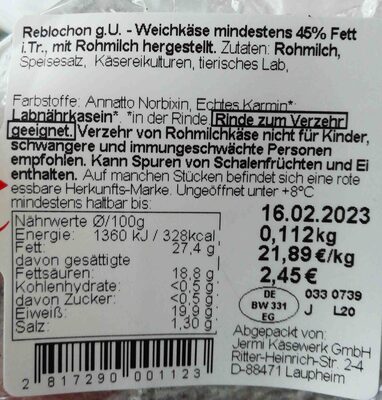 Reblochon g.U. - Weichkäse mindestens 45% Fett
i.Tr., mit Rohmilch hergestellt. Zutaten: Rohmilch,
Speisesatz, Käsereikulturen, tierisches Lab,
Farbstoffe: Annatto Norbixin, Echtes Karmin*,
Labnährkasein* *in der Rinde Rinde zum Verzehr
geeignet. Verzehr von Rohmilchkäse nicht für Kinder,
schwangere und immungeschwächte Personen
empfohlen. Kann Spuren von Schalenfrüchten und Ei
enthalten. Auf manchen Stücken befindet sich eine rote
essbare Herkunfts-Marke. Ungeöffnet unter +8°C
mindestens haltbar bis:
16.02.2023
Nährwerte Ø/100g
Energie: 1360 kJ / 328kcal
Fett: 27,4 g
davon gesättigte
Fettsäuren: 18,8 g
Kohlenhydrate: <0,5 g
davon Zucker: <0,5 g
Eiweiß: 19,9 g
Salz: 1,30 g
0,112kg
21,89 €/kg
2,45€
DE
BW 331
EG
033 0739
J L20
Abgepackt von:
Jermi Käsewerk GmbH
Ritter-Heinrich-Str. 2-4
D-88471 Laupheim
2 817290 001123